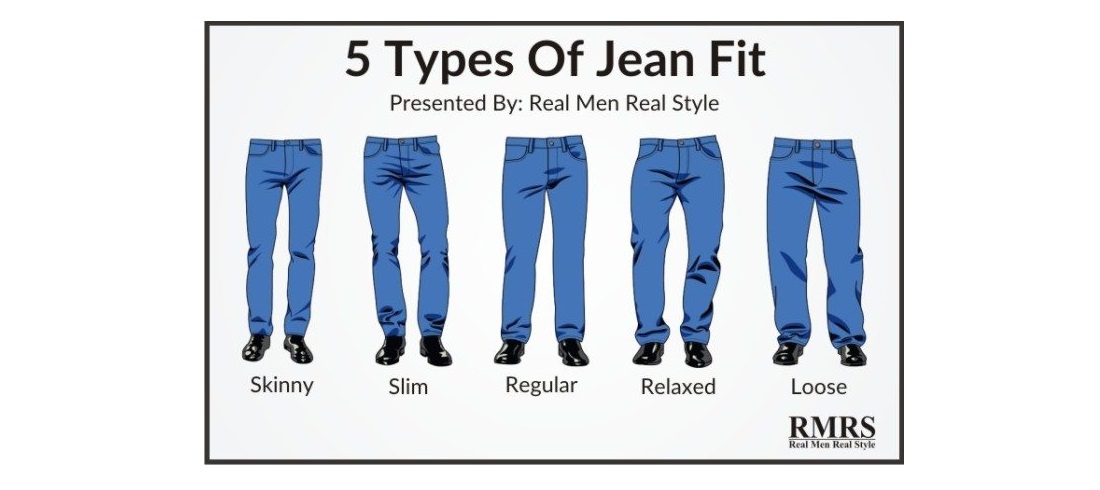 5 Types Of Jean Fit
Presented By: Real Men Real Style
Skinny
Slim
Regular
Relaxed
Loose
RMRS
Real Men Real Style